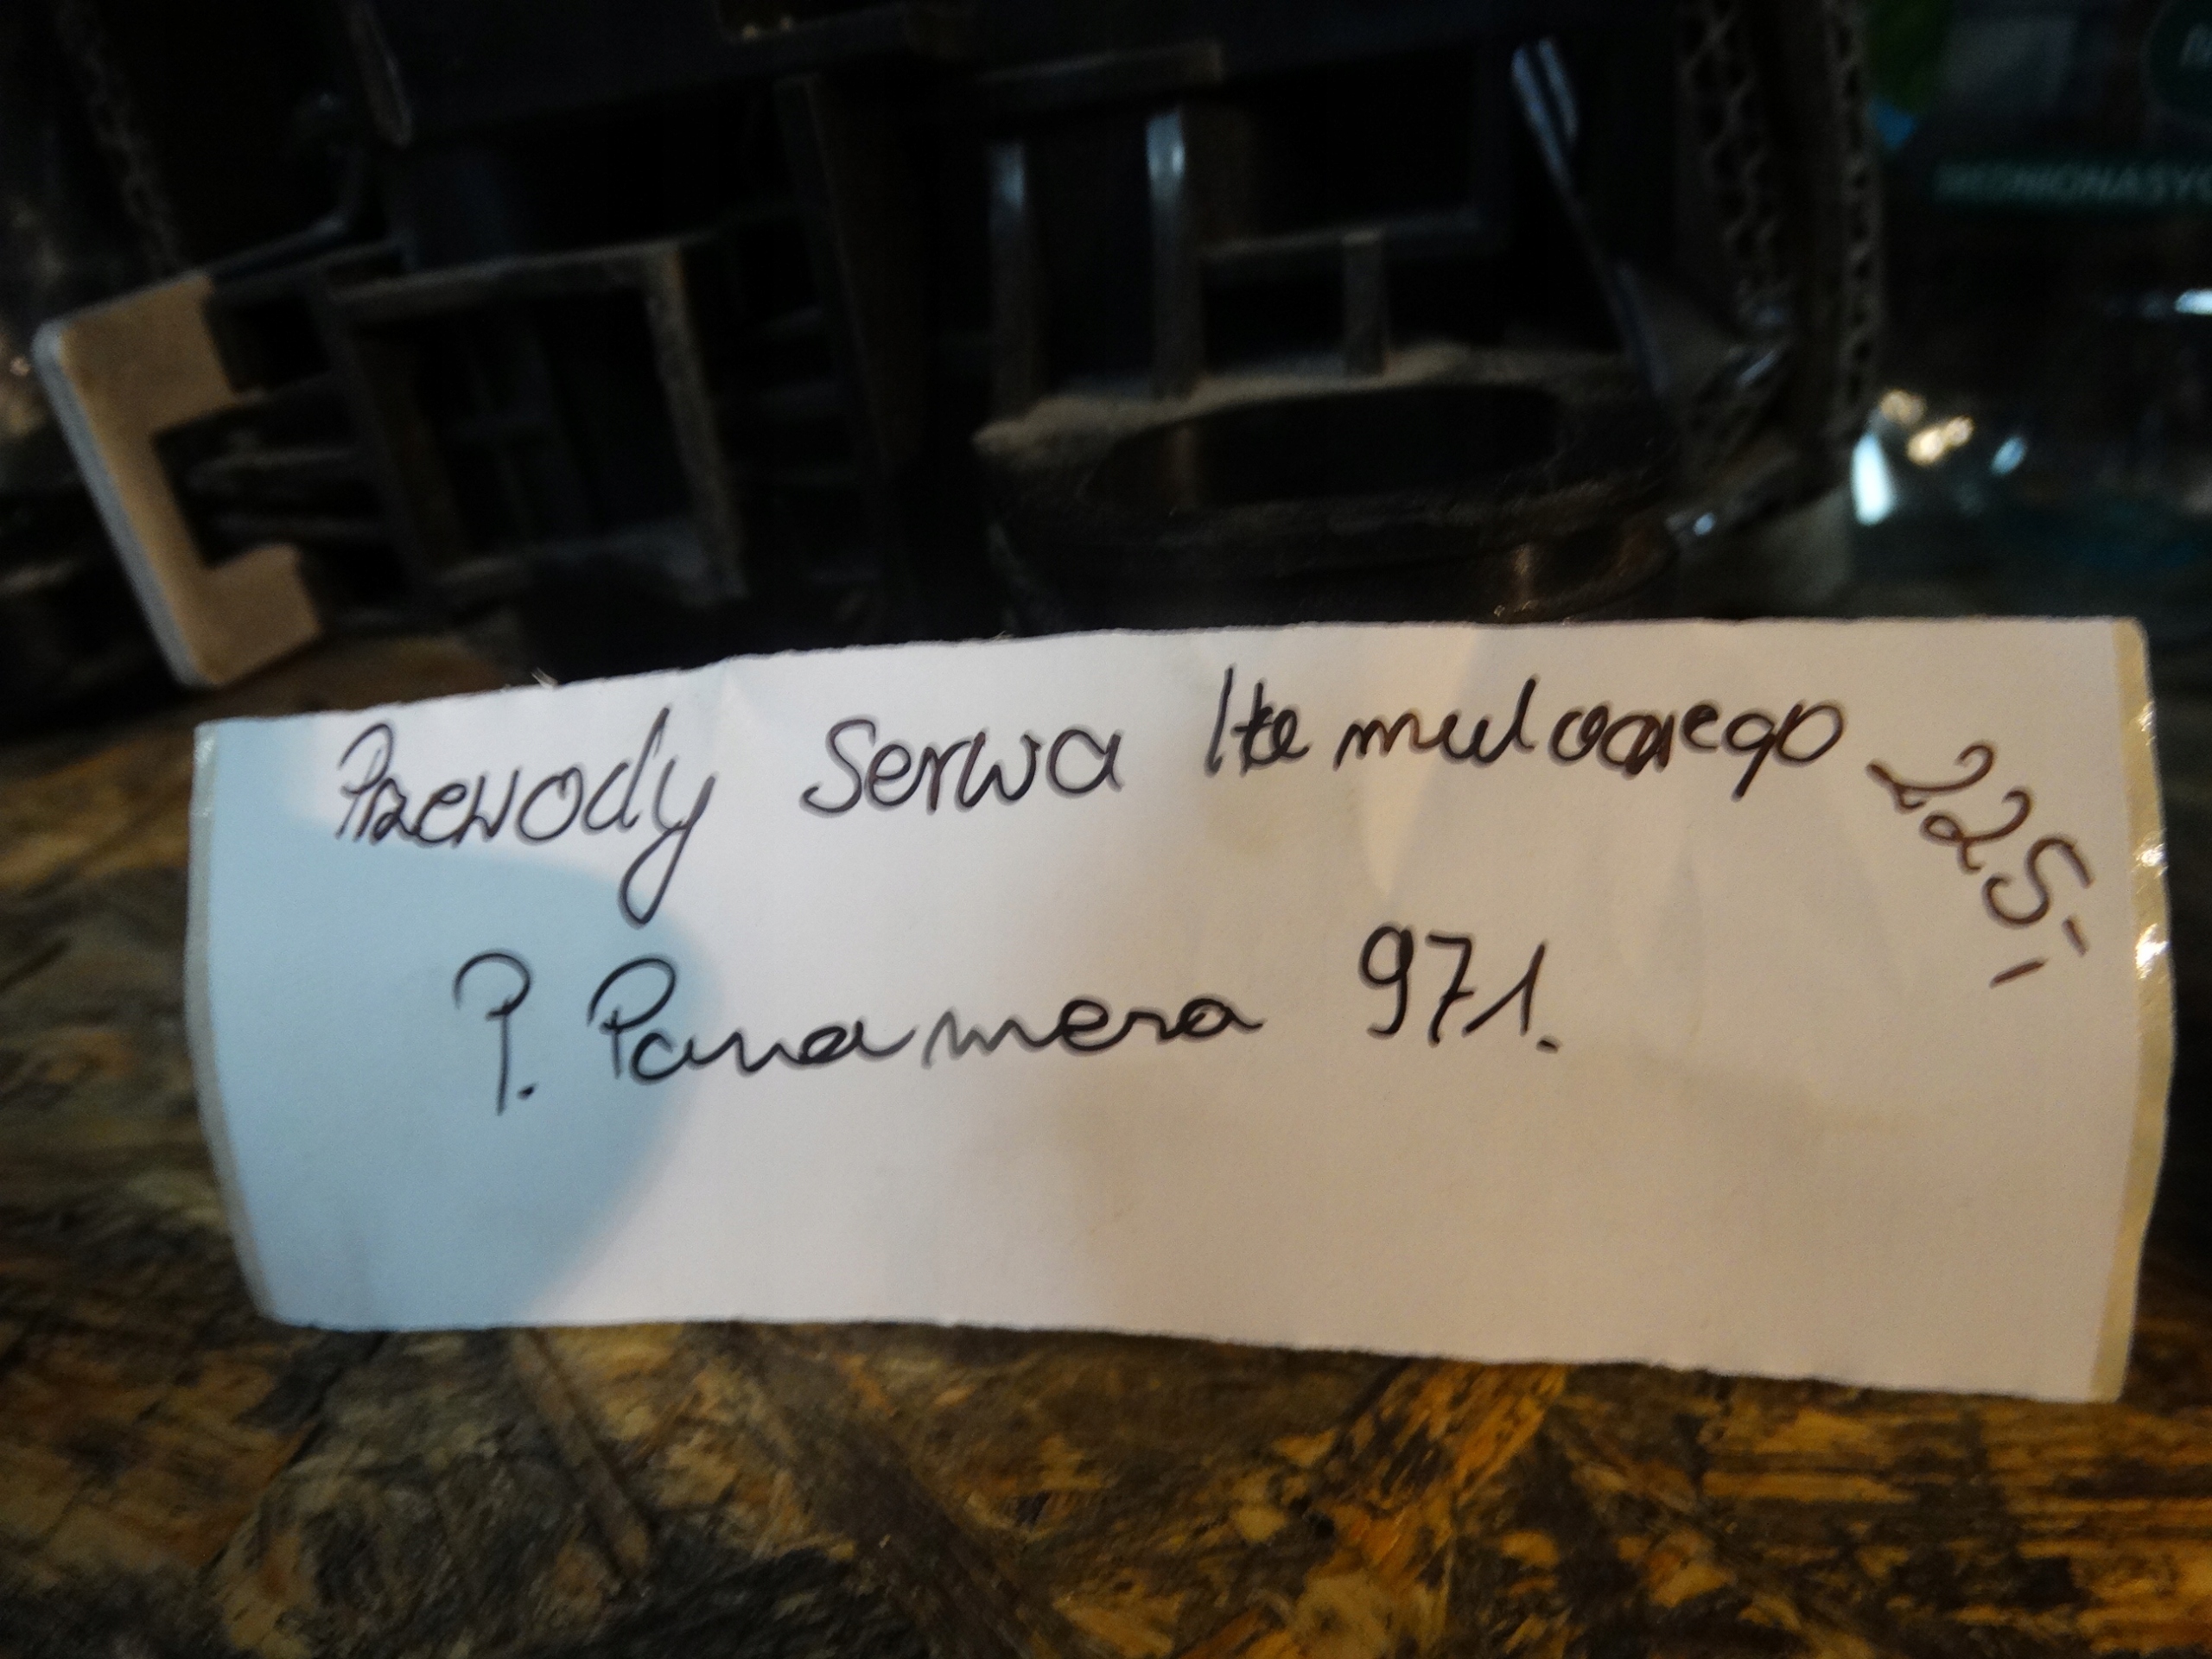 Przewody Serwa Hamulcowego 225,-
P. Panamera 971.